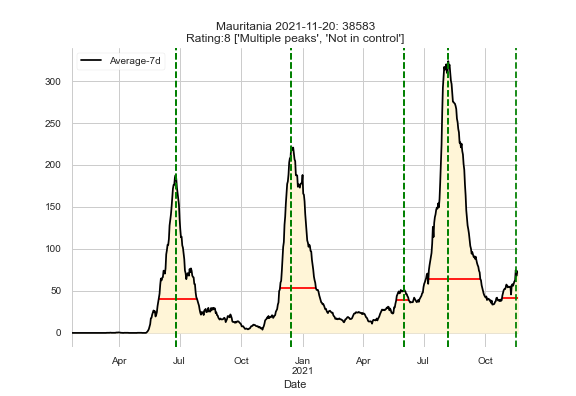 Mauritania 2021-11-20: 38583
Rating:8 ['Multiple peaks', 'Not in control']
Average-7d
300
250
200
150
100
50
0
Apr
Jul
Oct
Jan
2021
Apr
Jul
Oct
Date